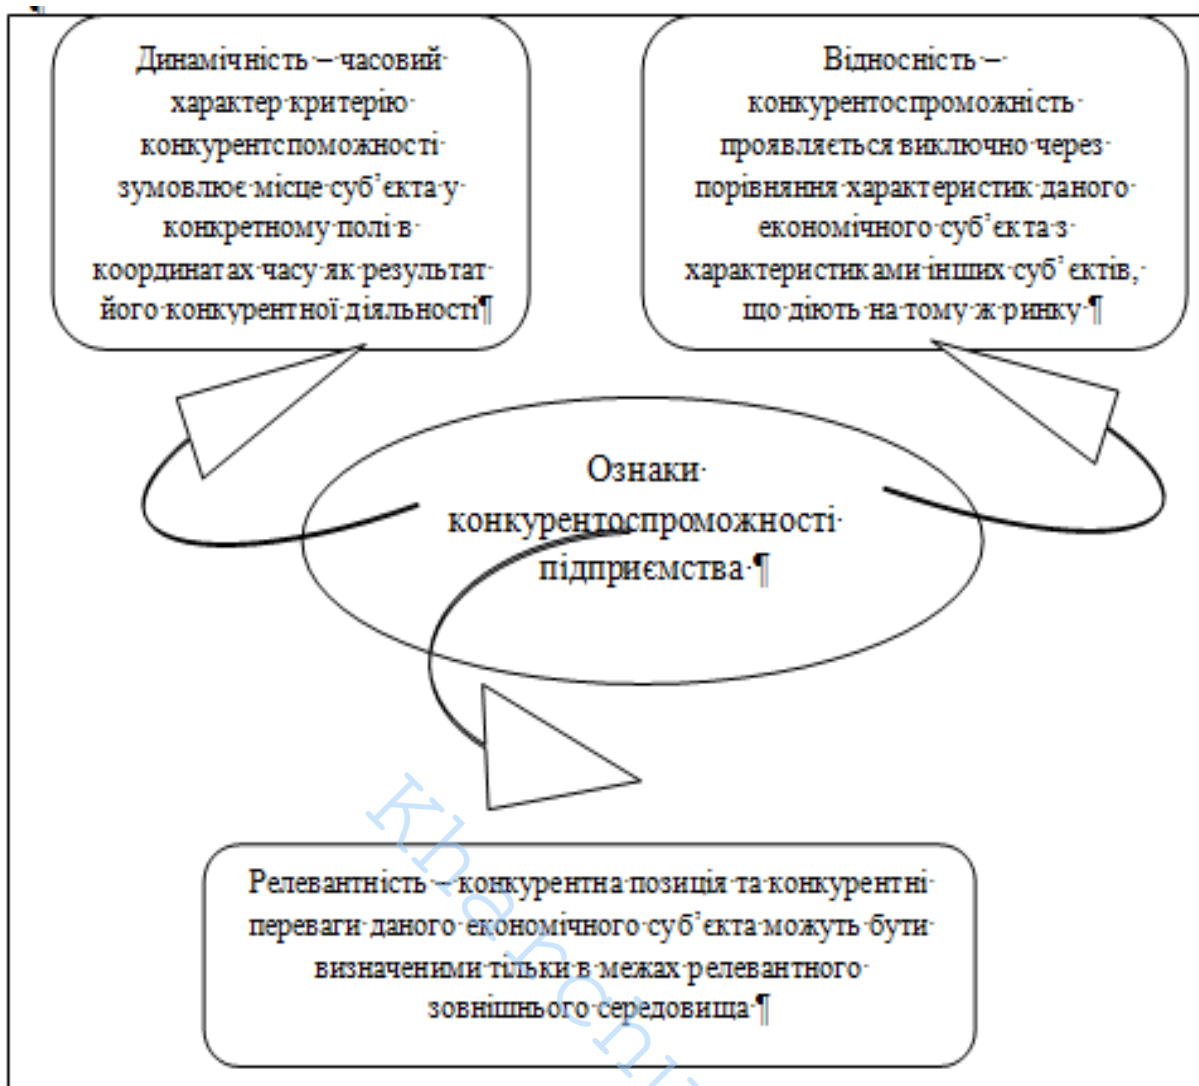 Динамічність – часовий
характер критерію
конкурентспоможності
зумовлює місце суб’єкта у
конкретному полі в
координатах часу як результат
його конкурентної діяльності¶
Відносність –
конкурентоспроможність
проявляється виключно через
порівняння характеристик даного
економічного суб’єкта з
характеристиками інших суб’єктів,
що діють на тому ж ринку ¶
Ознаки
конкурентоспроможності
підприємства ¶
Релевантність – конкурентна позиція та конкурентні
переваги даного економічного суб’єкта можуть бути
визначеними тільки в межах релевантного
зовнішнього середовища ¶